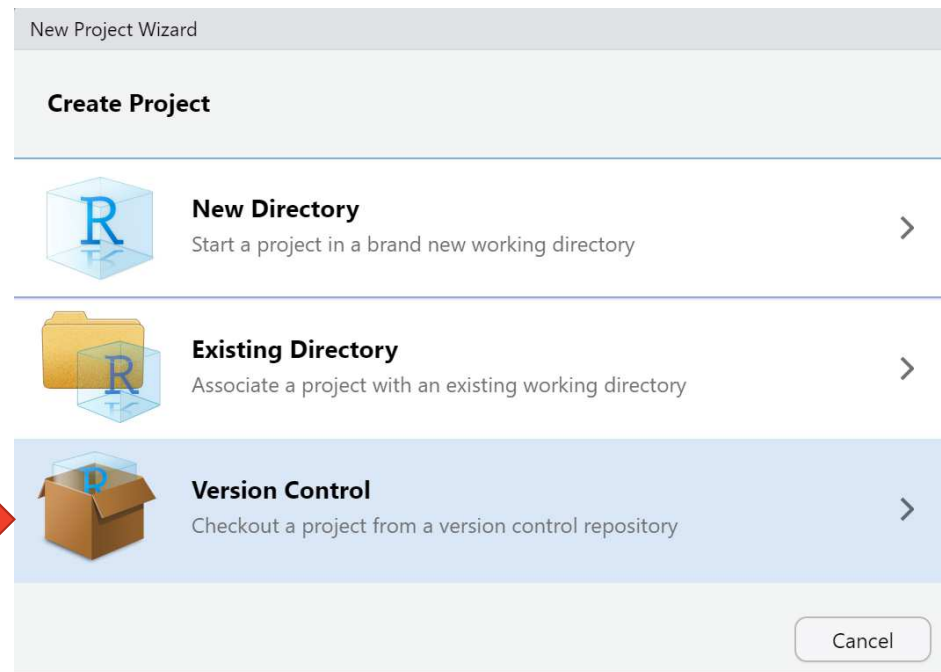 New Project Wizard
Create Project
R
New Directory
Start a project in a brand new working directory
R
Existing Directory
Associate a project with an existing working directory
R
Version Control
Checkout a project from a version control repository
Cancel